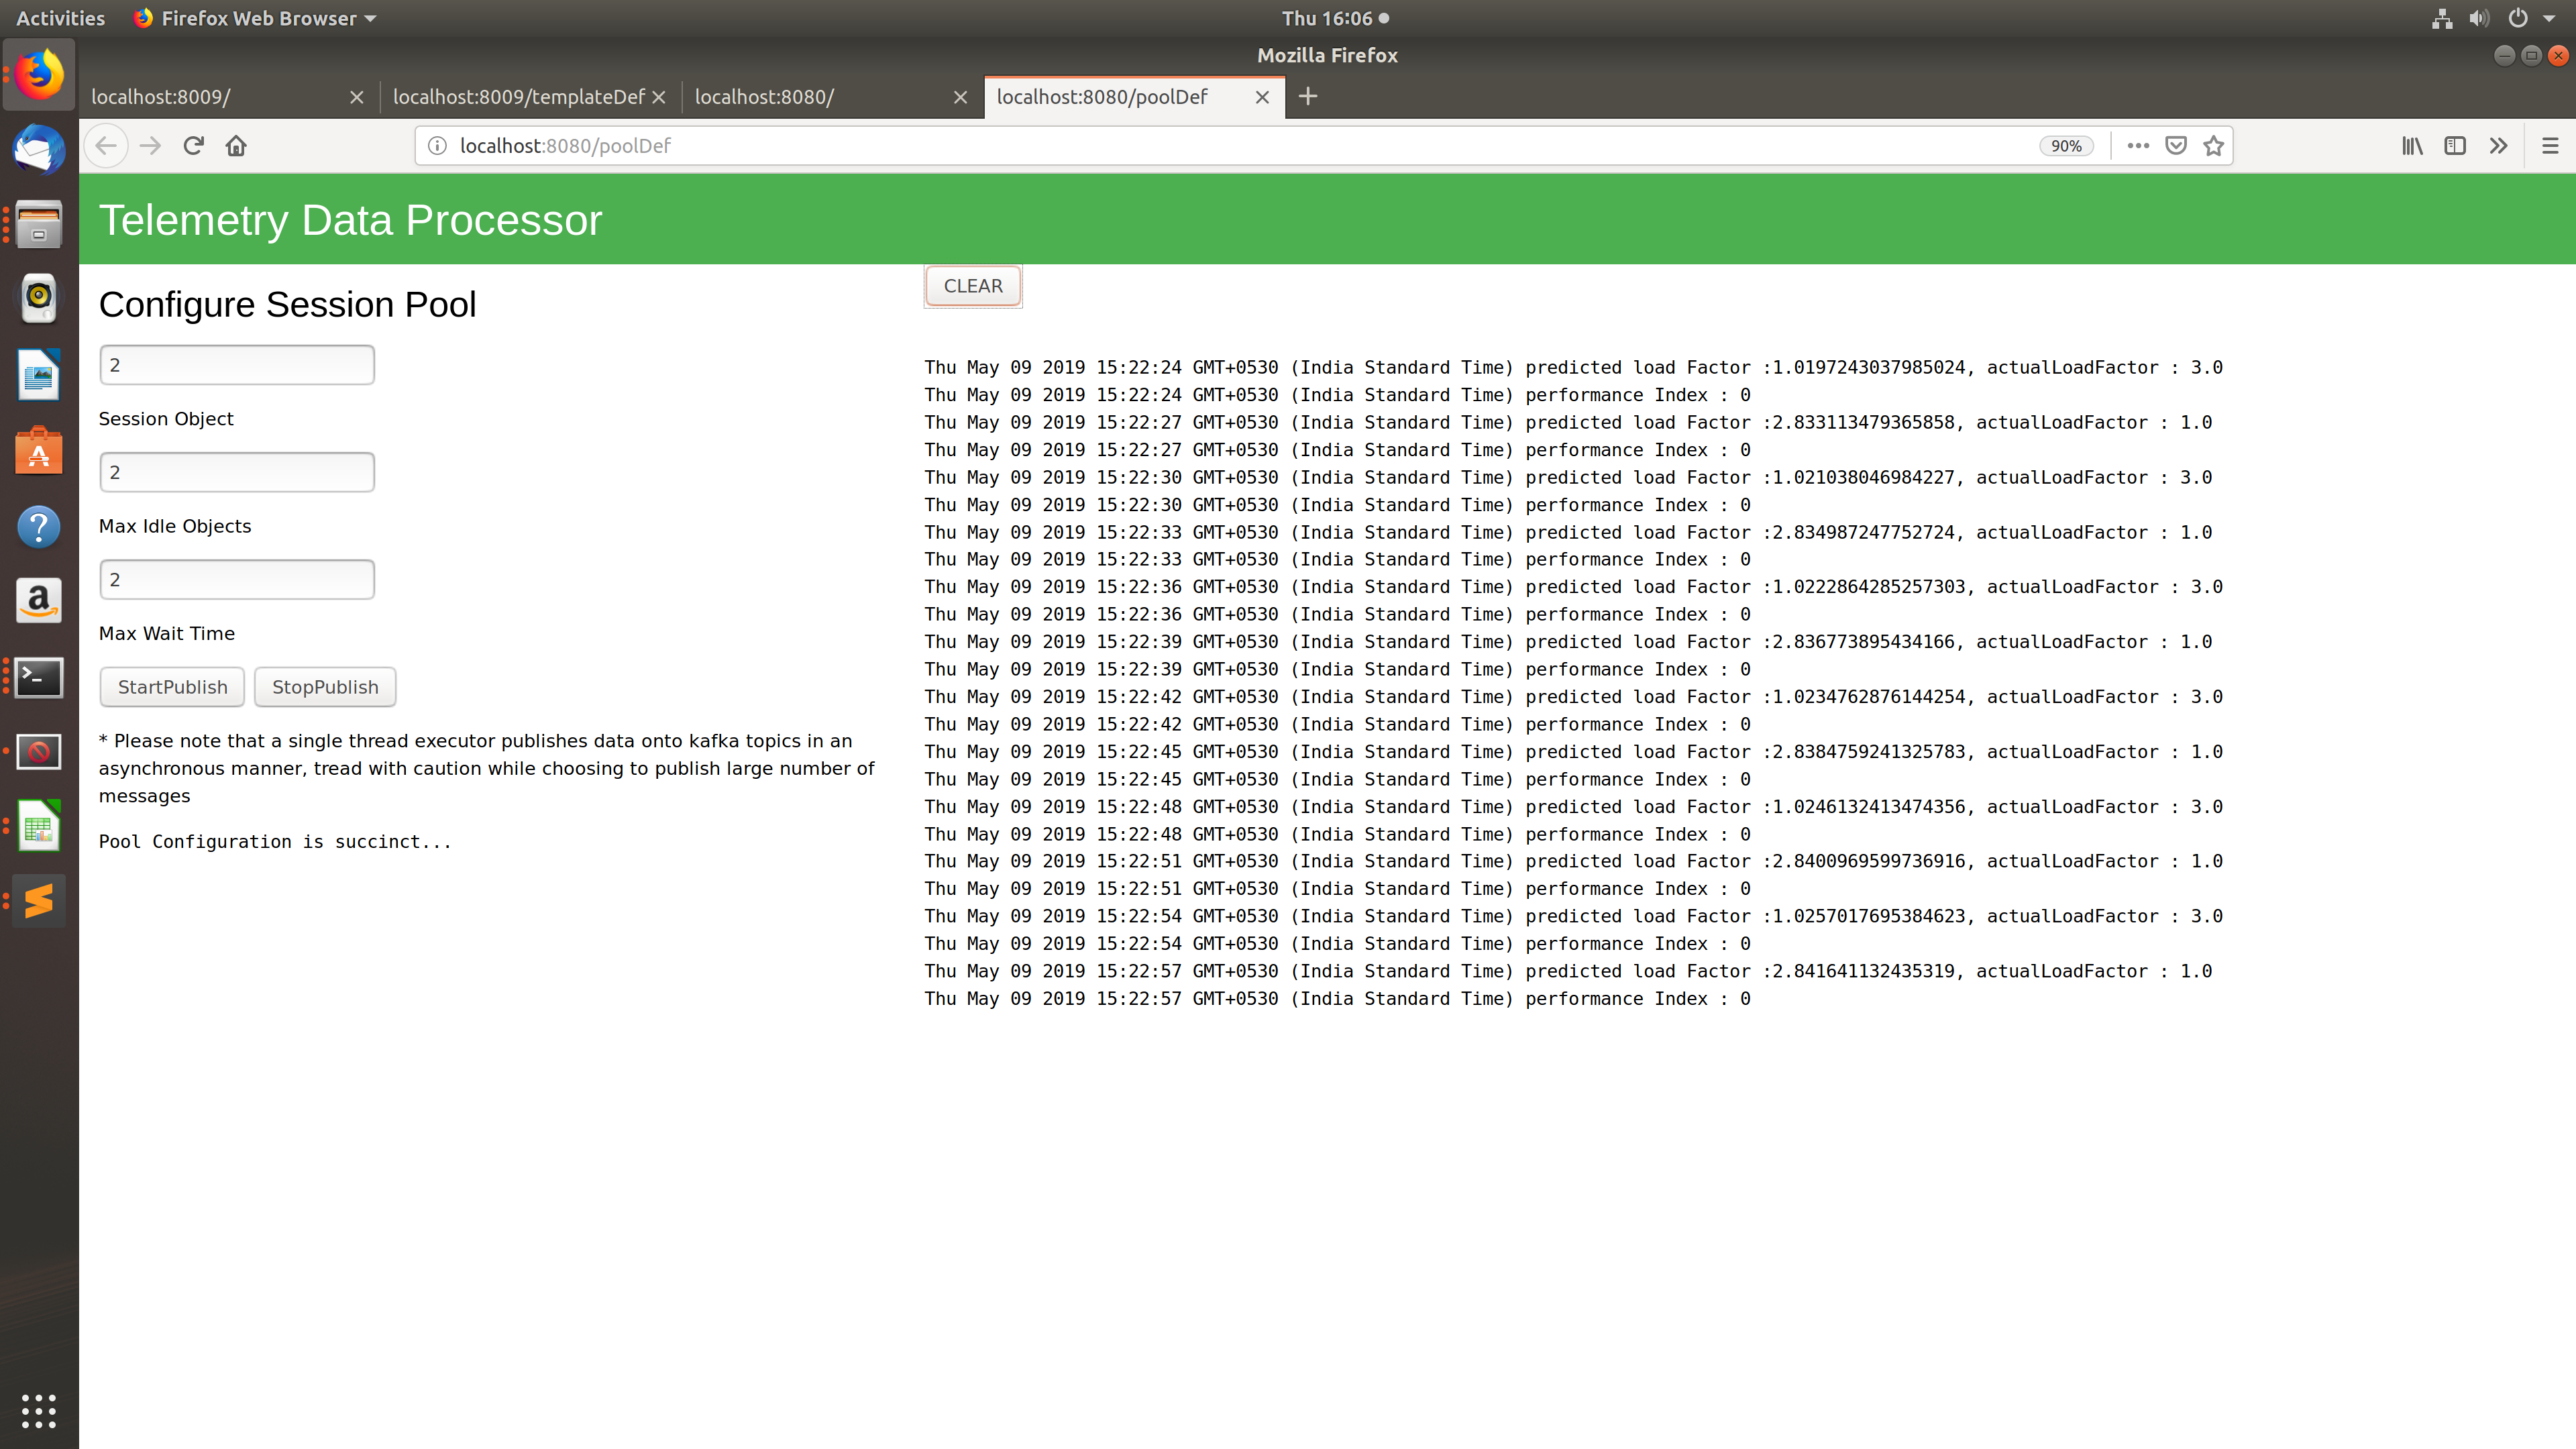 Activities Firefox Web Browser Thu 16:06
Mozilla Firefox
localhost:8009/ localhost:8009/templateDef localhost:8080/ localhost:8080/poolDef
localhost:8080/poolDef 90%
Telemetry Data Processor
Configure Session Pool
2
Session Object
2
Max Idle Objects
2
Max Wait Time
StartPublish StopPublish
* Please note that a single thread executor publishes data onto kafka topics in an
asynchronous manner, tread with caution while choosing to publish large number of
messages
Pool Configuration is succinct...
CLEAR
Thu May 09 2019 15:22:24 GMT+0530 (India Standard Time) predicted load Factor :1.0197243037985024, actualLoadFactor : 3.0
Thu May 09 2019 15:22:24 GMT+0530 (India Standard Time) performance Index : 0
Thu May 09 2019 15:22:27 GMT+0530 (India Standard Time) predicted load Factor :2.833113479365858, actualLoadFactor : 1.0
Thu May 09 2019 15:22:27 GMT+0530 (India Standard Time) performance Index : 0
Thu May 09 2019 15:22:30 GMT+0530 (India Standard Time) predicted load Factor :1.021038046984227, actualLoadFactor : 3.0
Thu May 09 2019 15:22:30 GMT+0530 (India Standard Time) performance Index : 0
Thu May 09 2019 15:22:33 GMT+0530 (India Standard Time) predicted load Factor :2.834987247752724, actualLoadFactor : 1.0
Thu May 09 2019 15:22:33 GMT+0530 (India Standard Time) performance Index : 0
Thu May 09 2019 15:22:36 GMT+0530 (India Standard Time) predicted load Factor :1.0222864285257303, actualLoadFactor : 3.0
Thu May 09 2019 15:22:36 GMT+0530 (India Standard Time) performance Index : 0
Thu May 09 2019 15:22:39 GMT+0530 (India Standard Time) predicted load Factor :2.836773895434166, actualLoadFactor : 1.0
Thu May 09 2019 15:22:39 GMT+0530 (India Standard Time) performance Index : 0
Thu May 09 2019 15:22:42 GMT+0530 (India Standard Time) predicted load Factor :1.0234762876144254, actualLoadFactor : 3.0
Thu May 09 2019 15:22:42 GMT+0530 (India Standard Time) performance Index : 0
Thu May 09 2019 15:22:45 GMT+0530 (India Standard Time) predicted load Factor :2.8384759241325783, actualLoadFactor : 1.0
Thu May 09 2019 15:22:45 GMT+0530 (India Standard Time) performance Index : 0
Thu May 09 2019 15:22:48 GMT+0530 (India Standard Time) predicted load Factor :1.0246132413474356, actualLoadFactor : 3.0
Thu May 09 2019 15:22:48 GMT+0530 (India Standard Time) performance Index : 0
Thu May 09 2019 15:22:51 GMT+0530 (India Standard Time) predicted load Factor :2.8400969599736916, actualLoadFactor : 1.0
Thu May 09 2019 15:22:51 GMT+0530 (India Standard Time) performance Index : 0
Thu May 09 2019 15:22:54 GMT+0530 (India Standard Time) predicted load Factor :1.0257017695384623, actualLoadFactor : 3.0
Thu May 09 2019 15:22:54 GMT+0530 (India Standard Time) performance Index : 0
Thu May 09 2019 15:22:57 GMT+0530 (India Standard Time) predicted load Factor :2.841641132435319, actualLoadFactor : 1.0
Thu May 09 2019 15:22:57 GMT+0530 (India Standard Time) performance Index : 0